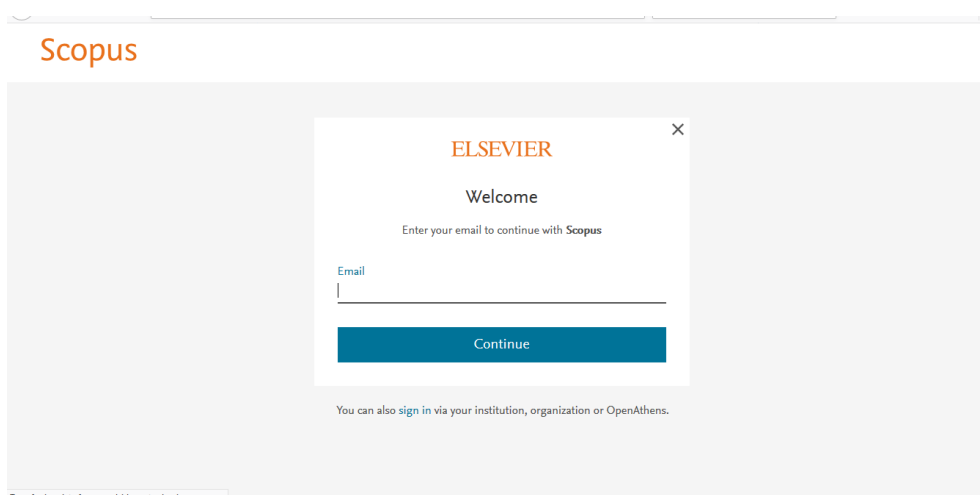 Scopus
ELSEVIER
Welcome
Enter your email to continue with Scopus
Email
Continue
You can also sign in via your institution, organization or OpenAthens.